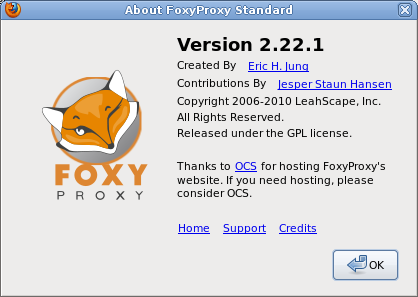 About FoxyProxy Standard
Version 2.22.1
Created By Eric H. Jung
Contributions By Jesper Staun Hansen
Copyright 2006-2010 LeahScape, Inc.
All Rights Reserved.
Released under the GPL license.
FOXY
PROXY
Thanks to OCS for hosting FoxyProxy's
website. If you need hosting, please
consider OCS.
Home Support Credits
OK